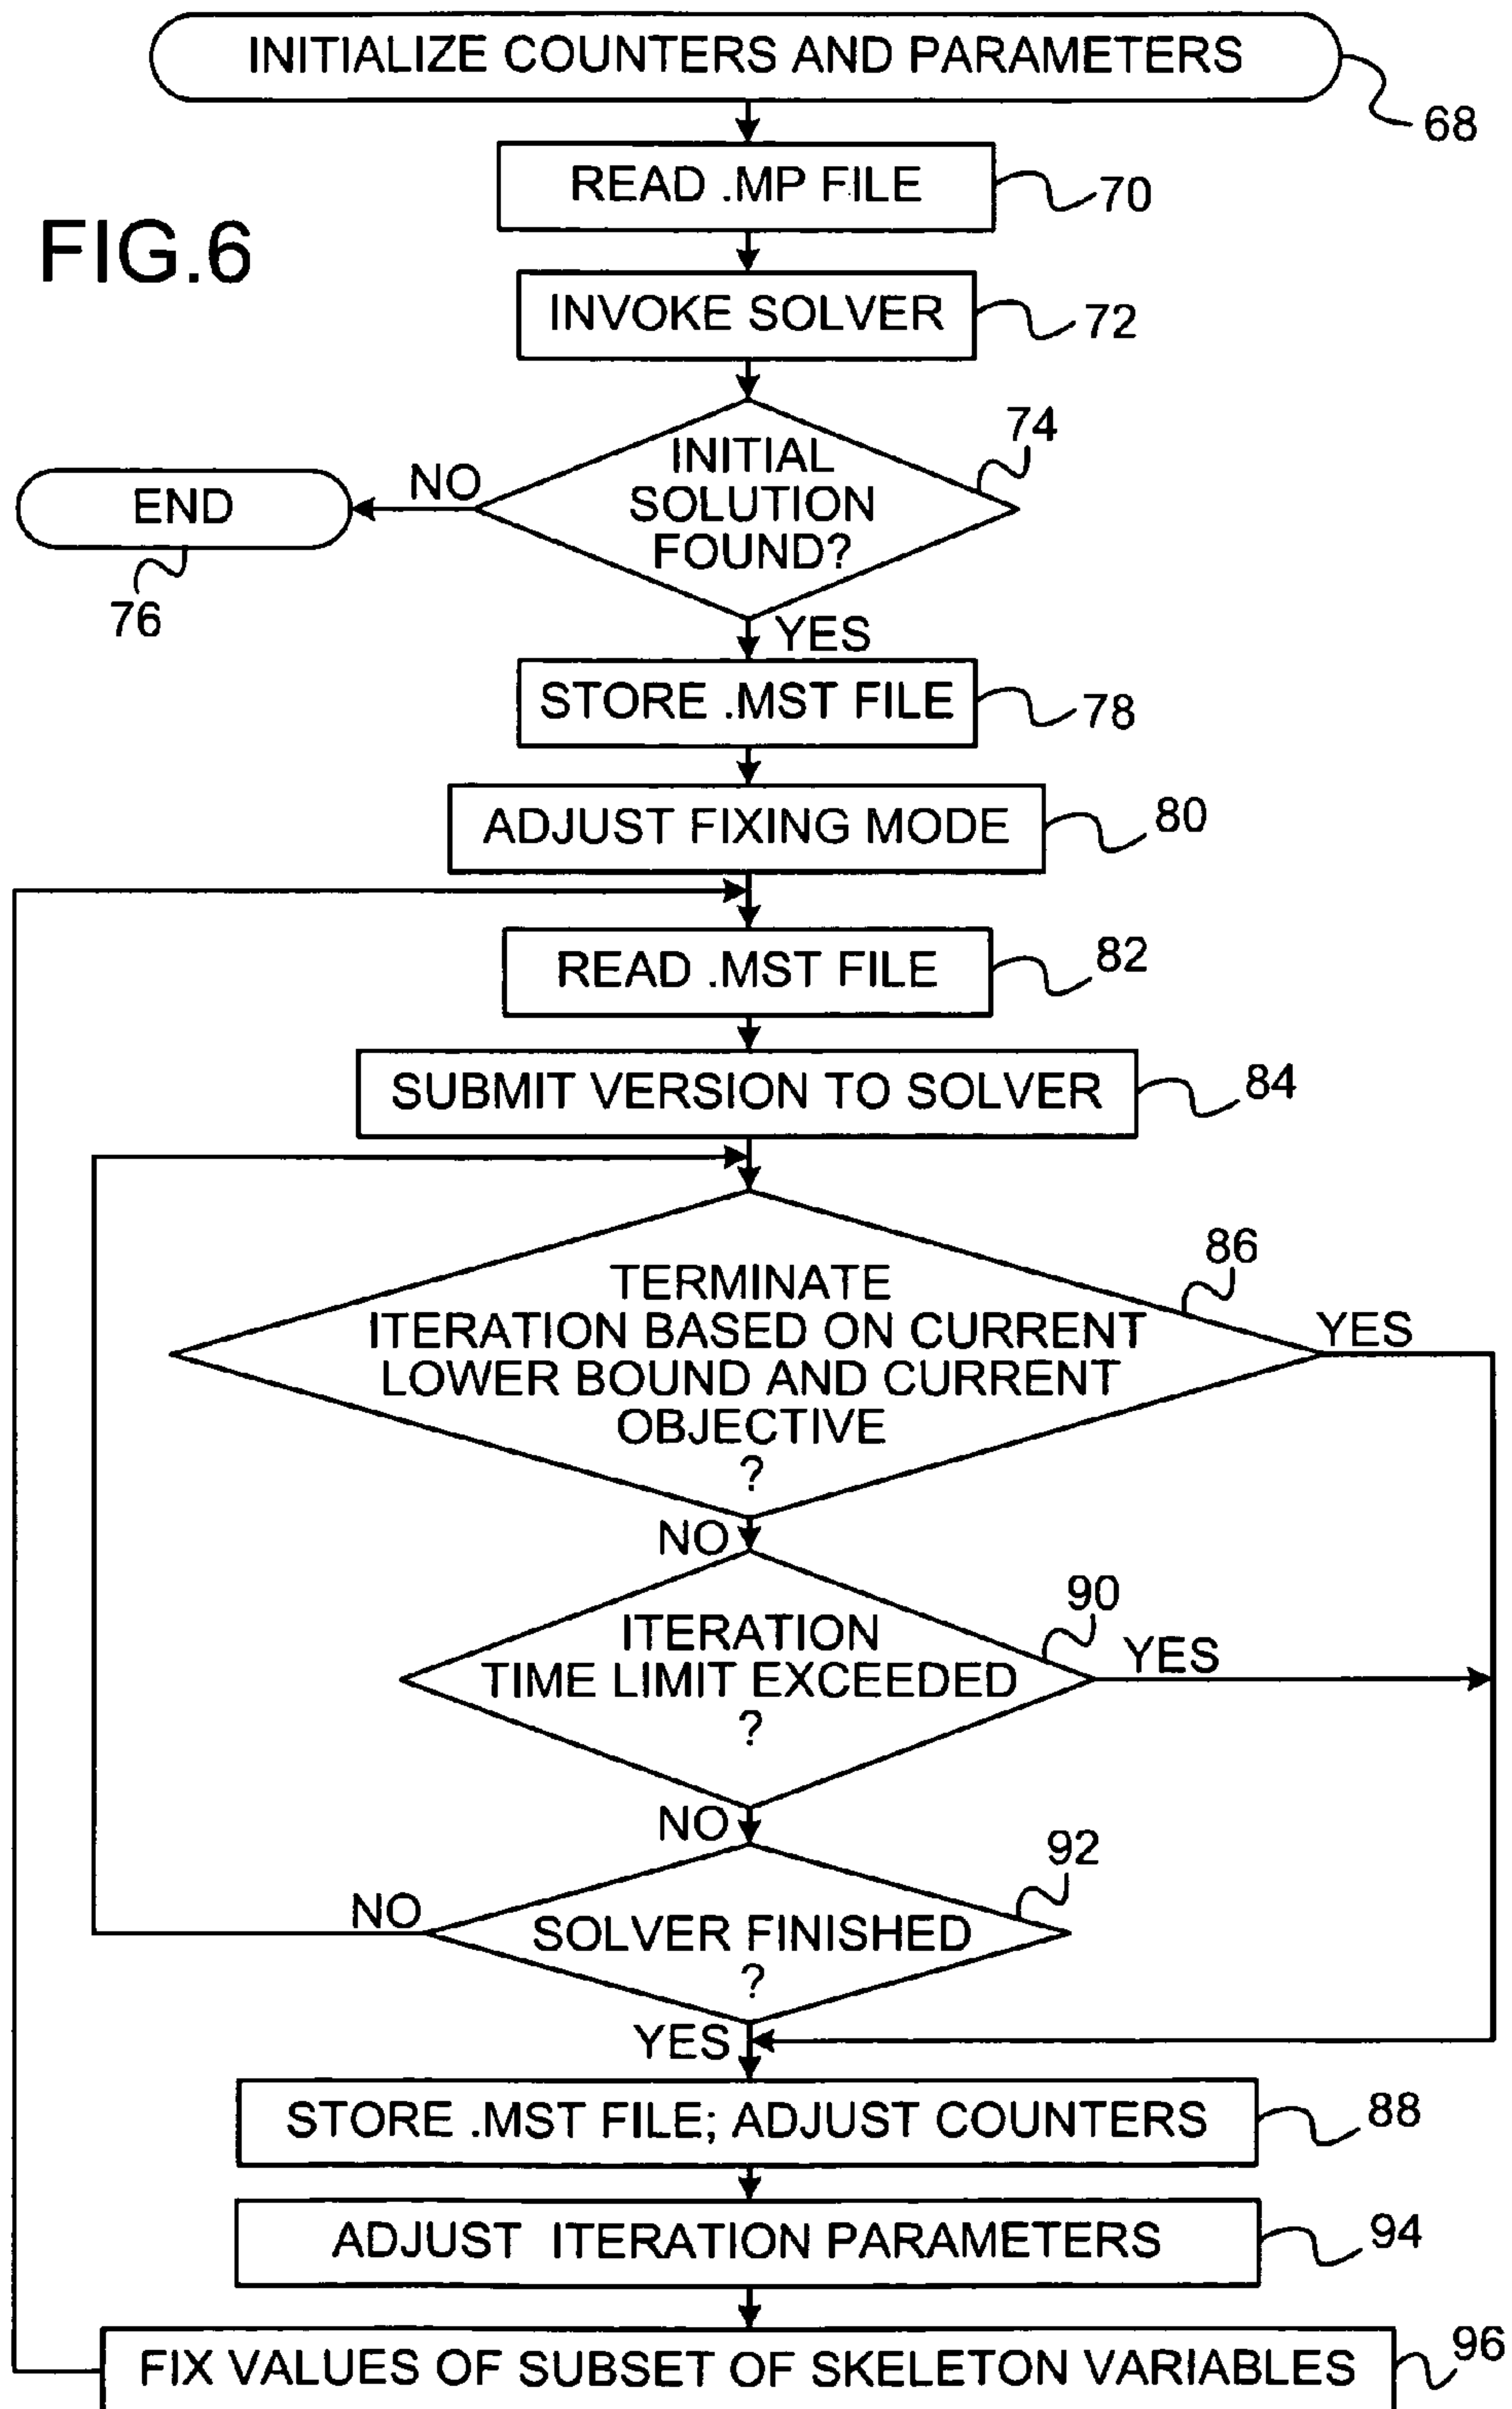 INITIALIZE COUNTERS AND PARAMETERS
68
READ .MP FILE
70
FIG.6
INVOKE SOLVER
72
74
INITIAL
SOLUTION
FOUND?
NO
END
76
YES
STORE .MST FILE
78
ADJUST FIXING MODE
80
READ .MST FILE
82
SUBMIT VERSION TO SOLVER
84
86
TERMINATE
ITERATION BASED ON CURRENT
LOWER BOUND AND CURRENT
OBJECTIVE
?
YES
NO
90
ITERATION
TIME LIMIT EXCEEDED
?
YES
NO
92
SOLVER FINISHED
?
NO
YES
STORE .MST FILE; ADJUST COUNTERS
88
ADJUST ITERATION PARAMETERS
94
FIX VALUES OF SUBSET OF SKELETON VARIABLES
96